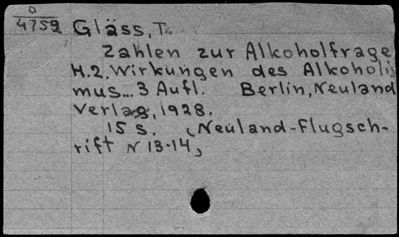 O
4759 Gläss, T.
Zahlen zur Alkoholfrage
H.2. Wirkungen des Alkoholis
mus... 3 Aufl. Berlin, Neuland
Verlag, 1928.
15 s. (Neuland-Flugsch-
rift N 13-14)